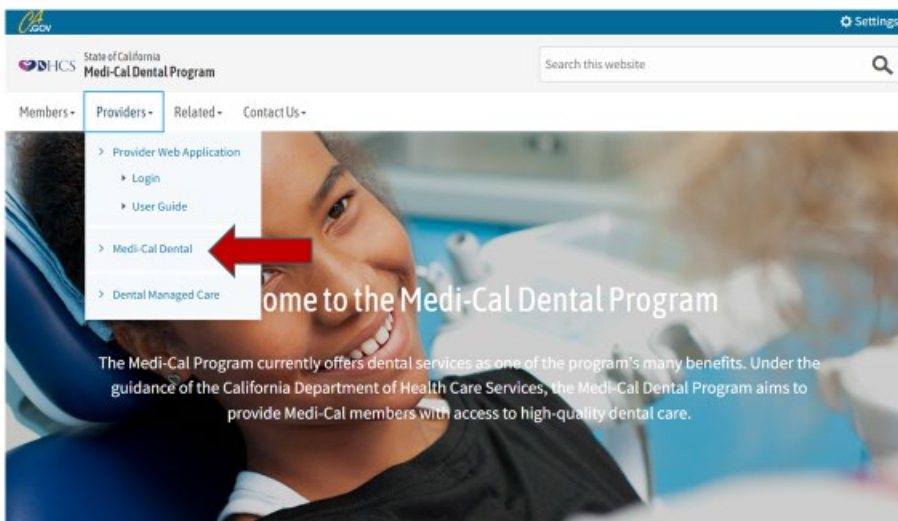 CA.GOV
Settings
DHCS
State of California
Medi-Cal Dental Program
Search this website
Members
Providers
Related
Contact Us
Provider Web Application
Login
User Guide
Medi-Cal Dental
Dental Managed Care
ome to the Medi-Cal Dental Program
The Medi-Cal Program currently offers dental services as one of the program's many benefits. Under the
guidance of the California Department of Health Care Services, the Medi-Cal Dental Program aims to
provide Medi-Cal members with access to high-quality dental care.